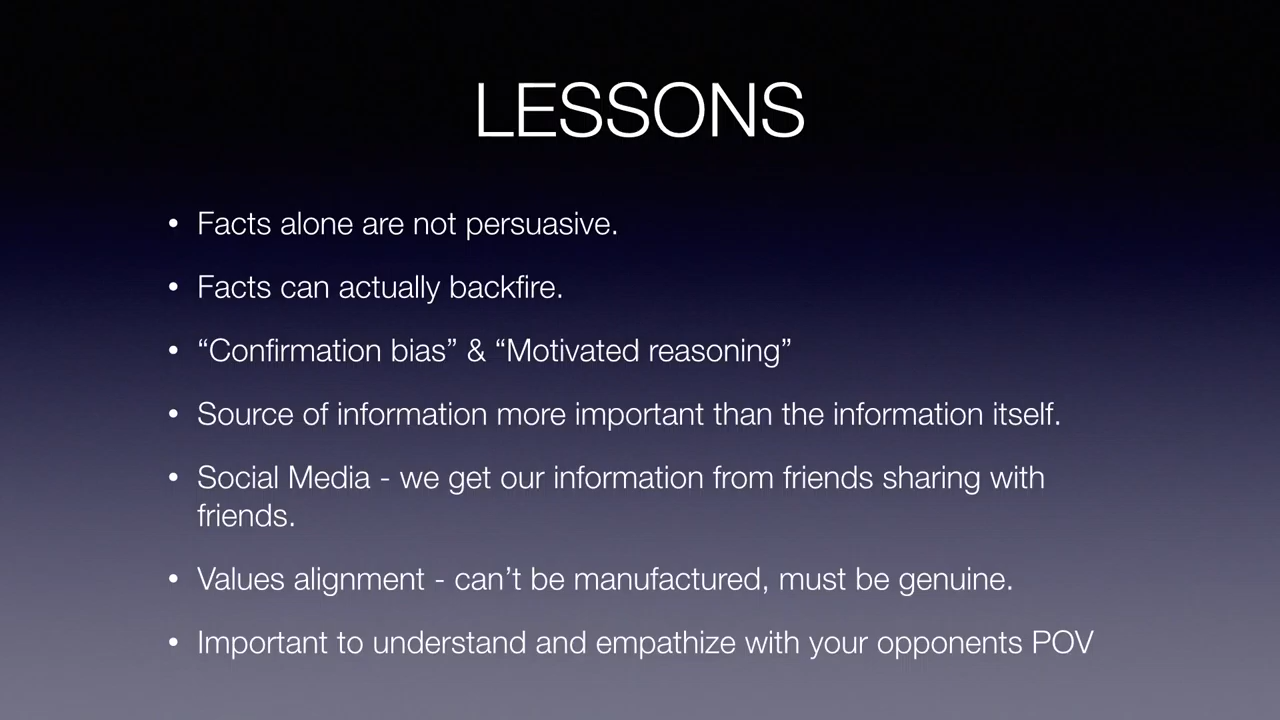 LESSONS
• Facts alone are not persuasive.
• Facts can actually backfire.
• “Confirmation bias” & “Motivated reasoning”
• Source of information more important than the information itself.
• Social Media - we get our information from friends sharing with
friends.
• Values alignment - can’t be manufactured, must be genuine.
• Important to understand and empathize with your opponents POV